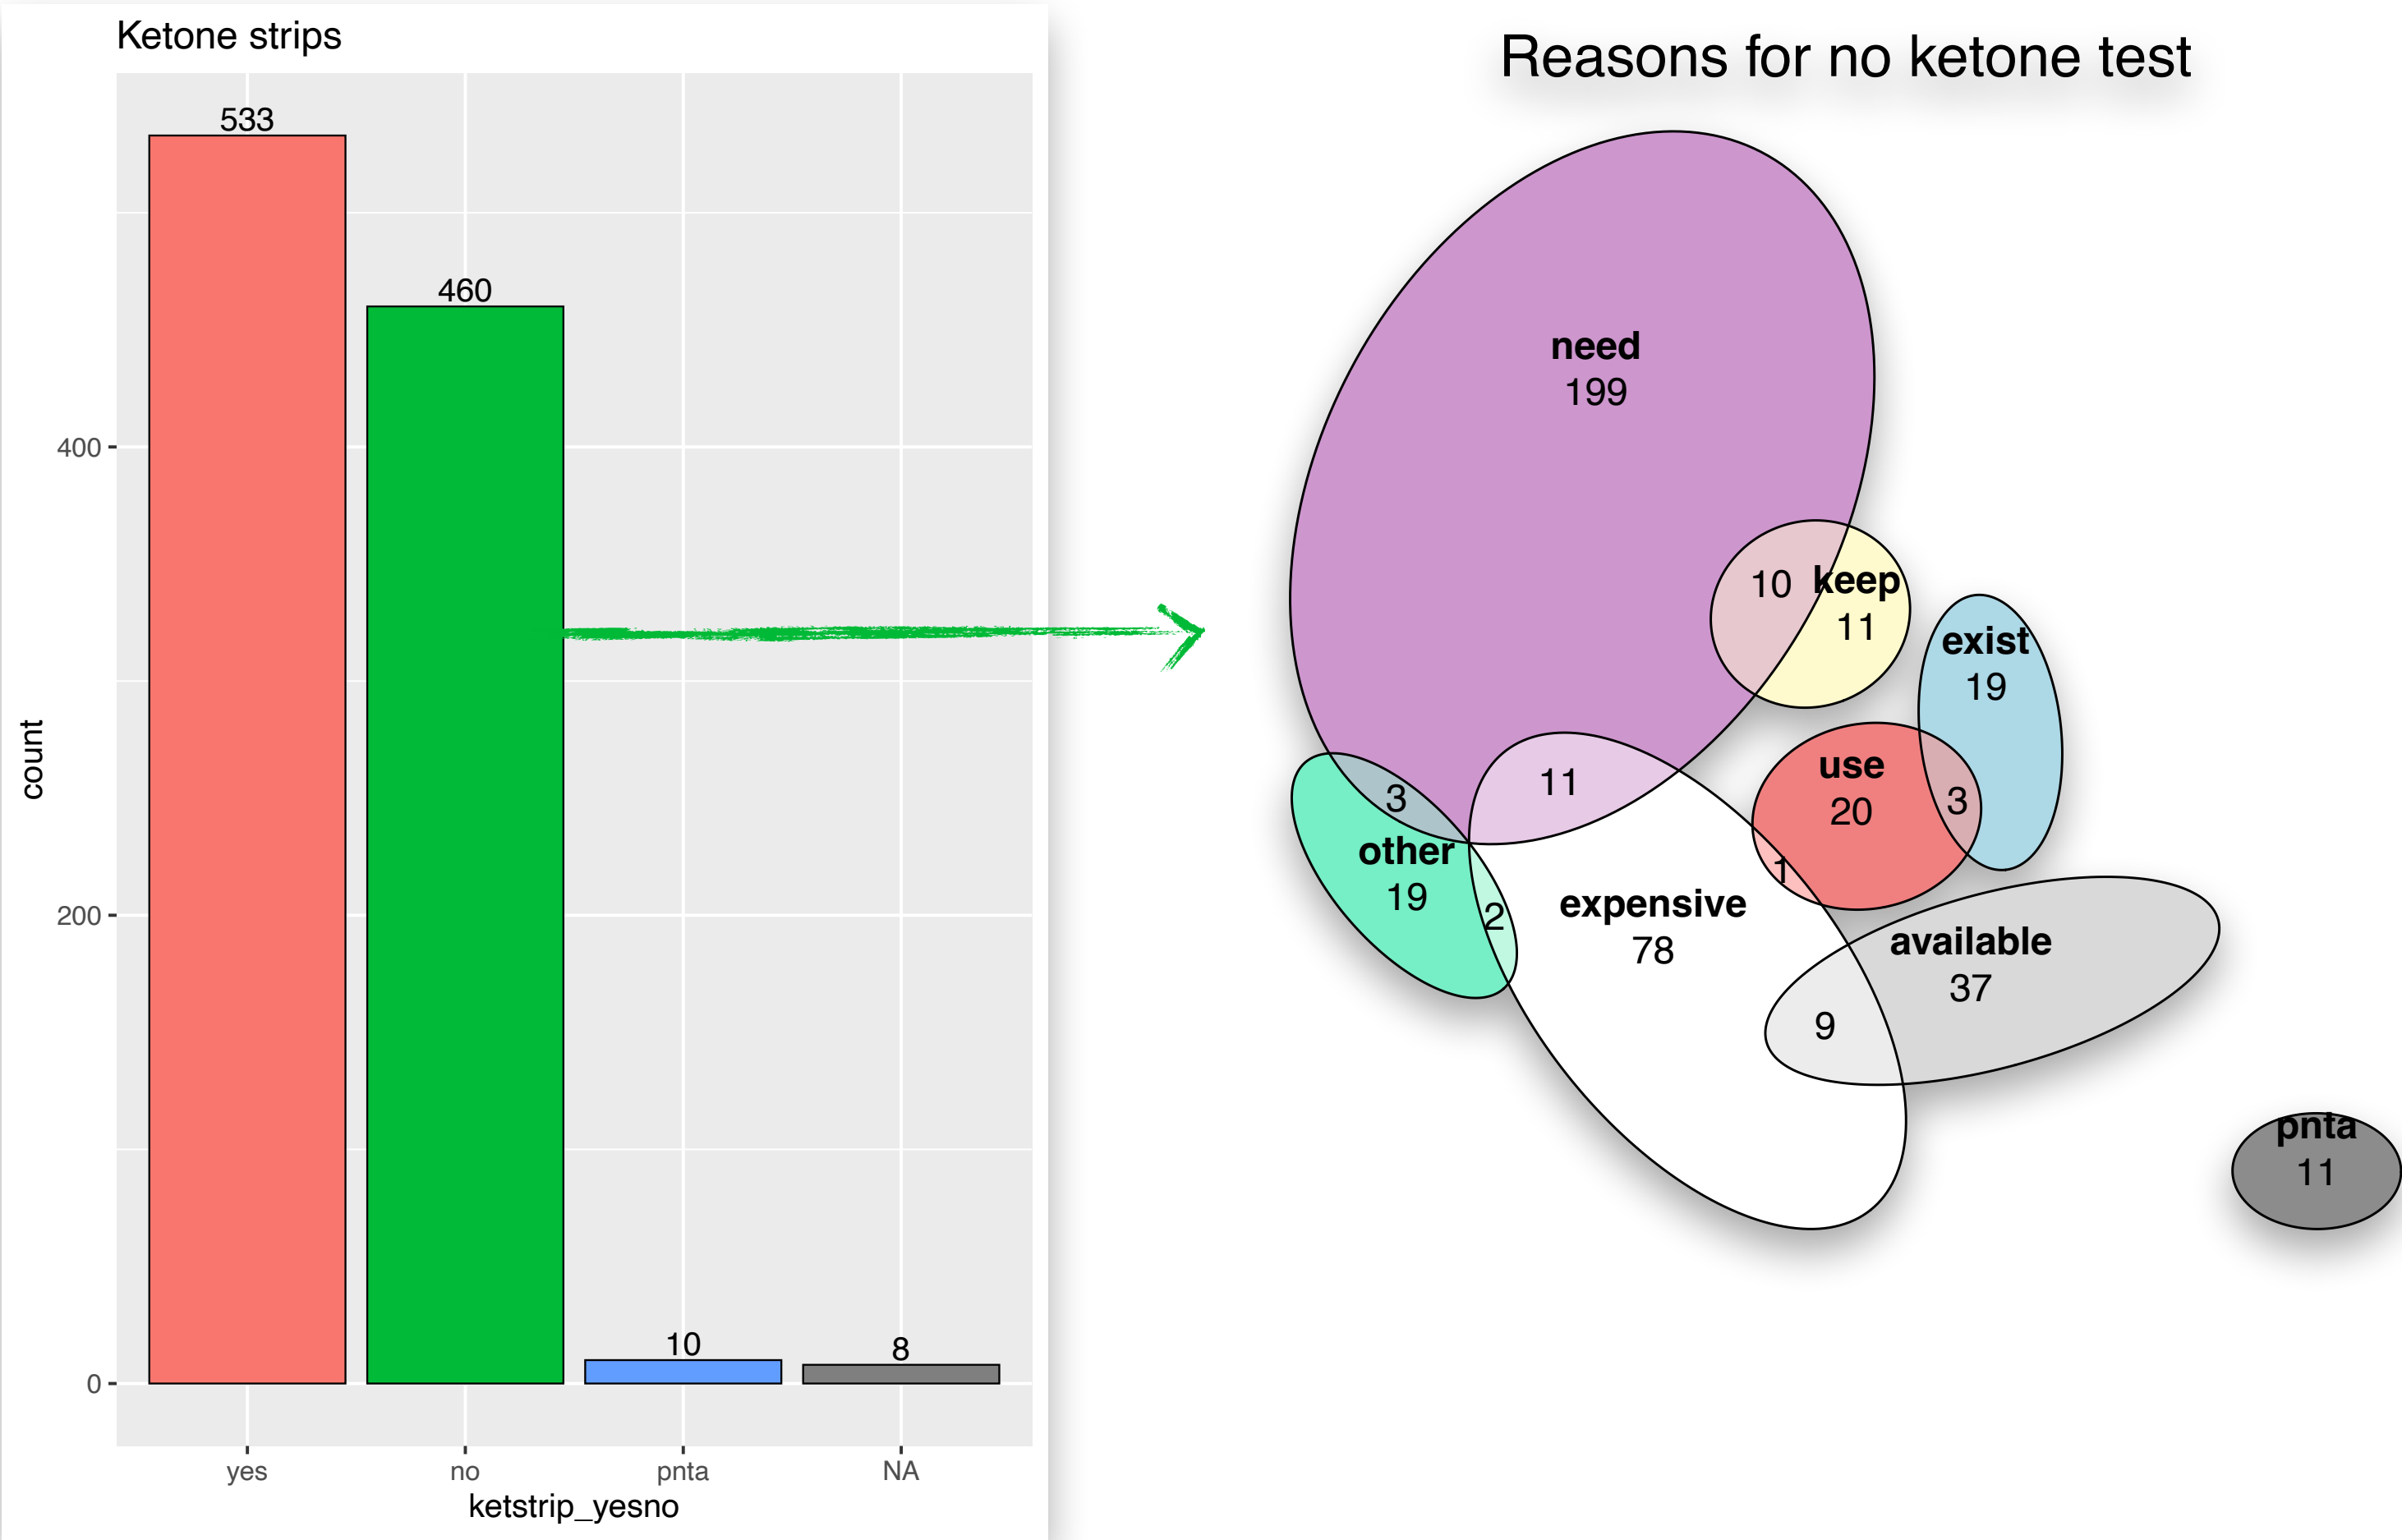 Ketone strips
533
460
10
8
400
200
0
count
yes
no
pnta
NA
ketstrip_yesno
Reasons for no ketone test
need
199
10
keep
11
exist
19
use
20
3
11
3
other
19
2
1
expensive
78
available
37
9
pnta
11